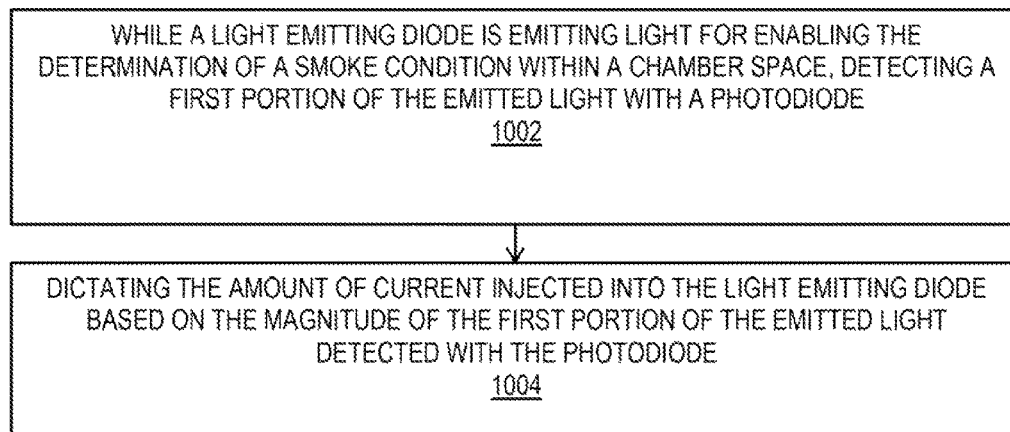 WHILE A LIGHT EMITTING DIODE IS EMITTING LIGHT FOR ENABLING THE
DETERMINATION OF A SMOKE CONDITION WITHIN A CHAMBER SPACE, DETECTING A
FIRST PORTION OF THE EMITTED LIGHT WITH A PHOTODIODE
1002
DICTATING THE AMOUNT OF CURRENT INJECTED INTO THE LIGHT EMITTING DIODE
BASED ON THE MAGNITUDE OF THE FIRST PORTION OF THE EMITTED LIGHT
DETECTED WITH THE PHOTODIODE
1004